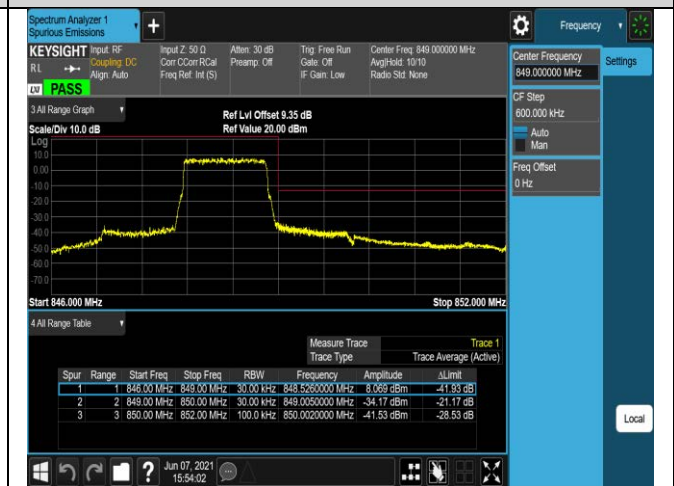 Spectrum Analyzer 1
Spurious Emissions
+
Frequency
KEYSIGHT Input: RF Input Z: 50 Ω Atten: 30 dB Trig: Free Run Center Freq: 849.000000 MHz
RL Coupling: DC Corr CCorr RCal Preamp: Off Gate: Off Avg|Hold: 10/10
Align: Auto Freq Ref: Int (S) IF Gain: Low Radio Std: None
LXI PASS
Center Frequency
849.000000 MHz
Settings
CF Step
600.000 kHz
Auto
Man
Freq Offset
0 Hz
3 All Range Graph
Ref Lvl Offset 9.35 dB
Scale/Div 10.0 dB Ref Value 20.00 dBm
Log
10.0
0.00
-10.0
-20.0
-30.0
-40.0
-50.0
-60.0
-70.0
Start 846.000 MHz Stop 852.000 MHz
4 All Range Table
Measure Trace Trace 1
Trace Type Trace Average (Active)
Spur Range Start Freq Stop Freq RBW Frequency Amplitude ΔLimit
1 1 846.00 MHz 849.00 MHz 30.00 kHz 848.5260000 MHz 8.069 dBm -41.93 dB
2 2 849.00 MHz 850.00 MHz 30.00 kHz 849.0050000 MHz -34.17 dBm -21.17 dB
3 3 850.00 MHz 852.00 MHz 100.0 kHz 850.0020000 MHz -41.53 dBm -28.53 dB
Local
? Jun 07, 2021
15:54:02